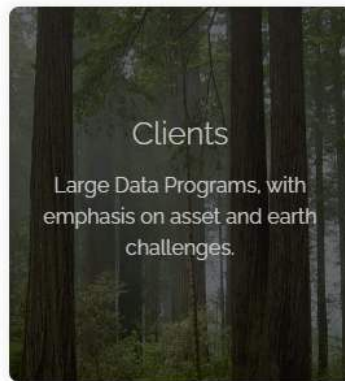 Clients
Large Data Programs, with
emphasis on asset and earth
challenges.